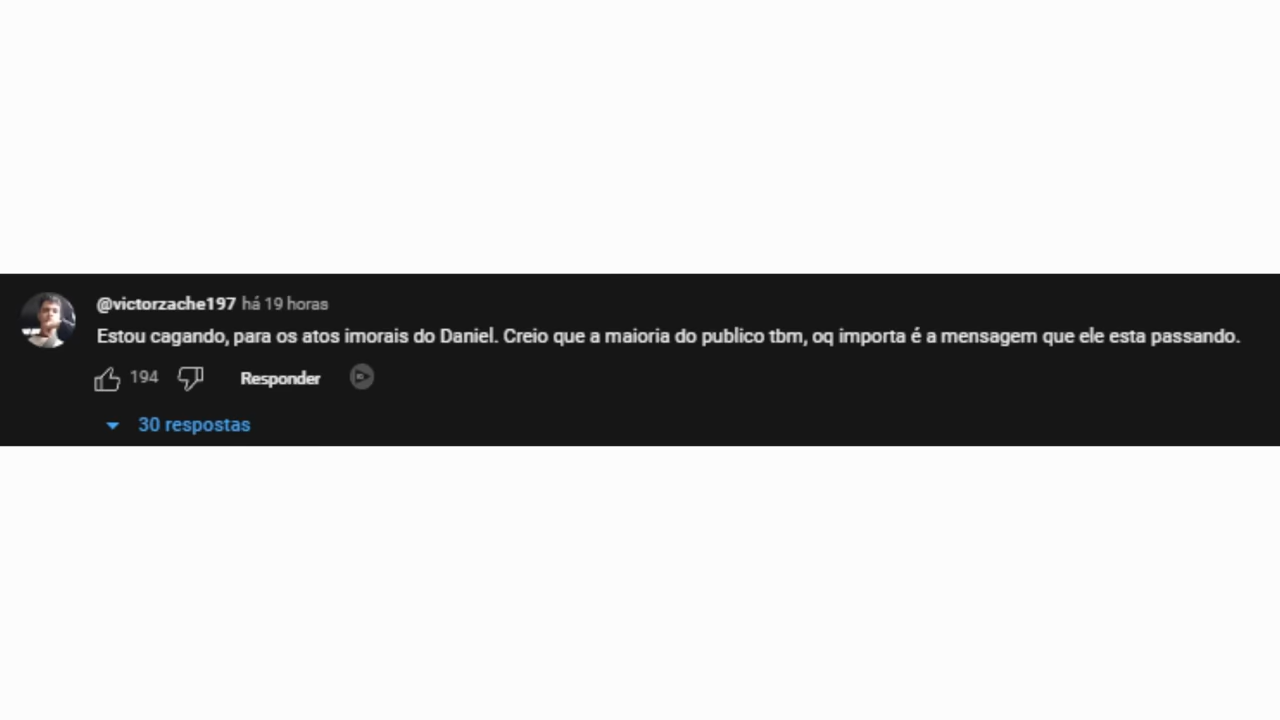 @victorzache197 há 19 horas
Estou cagando, para os atos imorais do Daniel. Creio que a maioria do publico tbm, oq importa é a mensagem que ele esta passando.
194 Responder
30 respostas